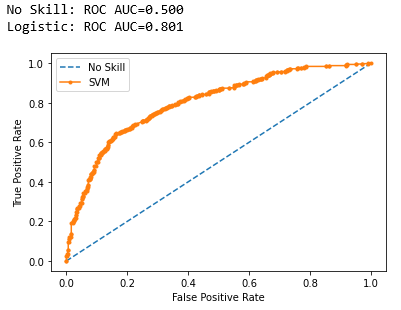 No Skill: ROC AUC=0.500
Logistic: ROC AUC=0.801
No Skill
SVM
True Positive Rate
1.0
0.8
0.6
0.4
0.2
0.0
0.0 0.2 0.4 0.6 0.8 1.0
False Positive Rate